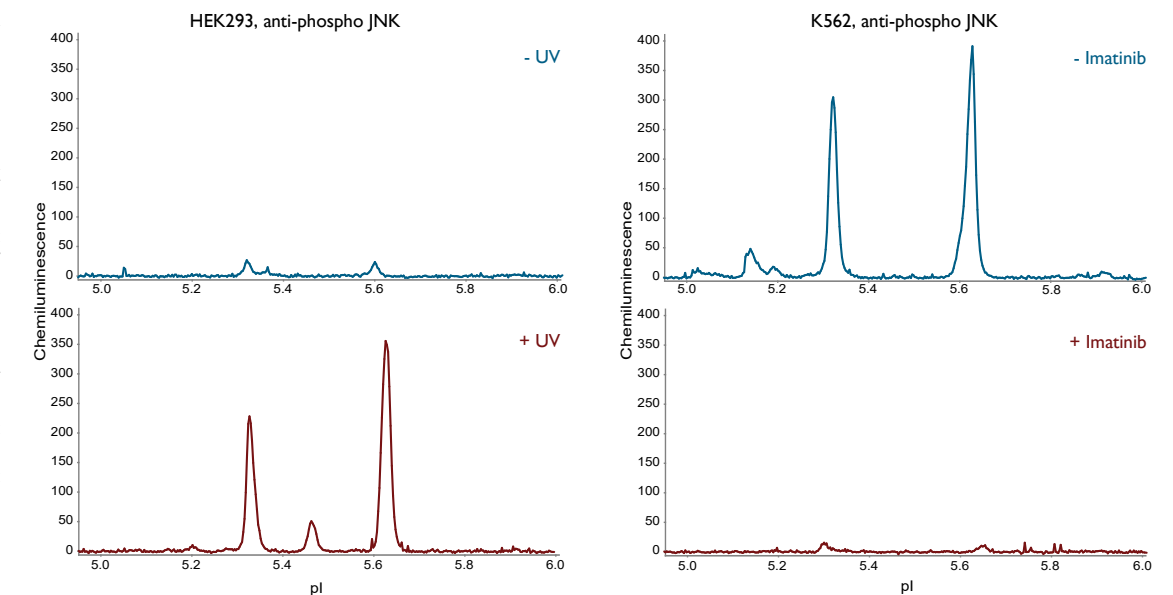 HEK293, anti-phospho JNK
- UV
400
350
300
250
200
150
100
50
0
5.0 5.2 5.4 5.6 5.8 6.0
+ UV
400
350
300
250
200
150
100
50
0
5.0 5.2 5.4 5.6 5.8 6.0
Chemiluminescence
pI
K562, anti-phospho JNK
- Imatinib
400
350
300
250
200
150
100
50
0
5.0 5.2 5.4 5.6 5.8 6.0
+ Imatinib
400
350
300
250
200
150
100
50
0
5.0 5.2 5.4 5.6 5.8 6.0
Chemiluminescence
pI